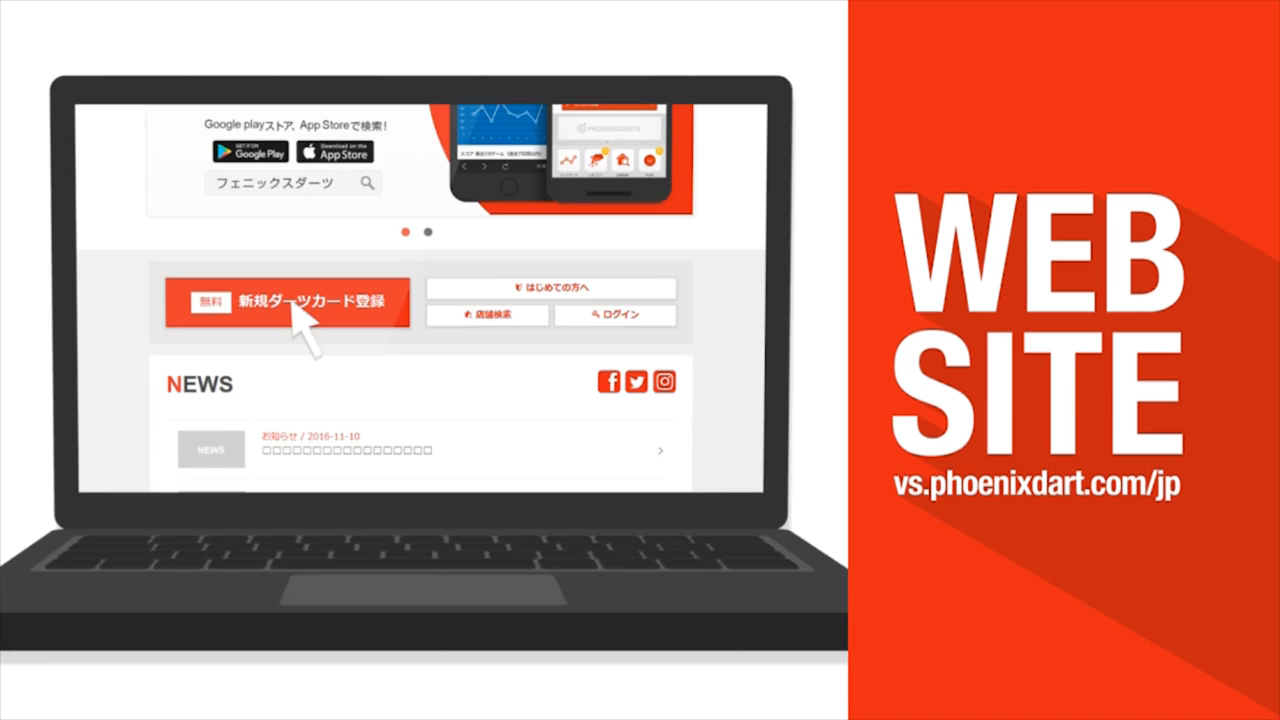 Google playストア、App Storeで検索!
GET IT ON
Google Play
Download on the
App Store
フェニックスダーツ
PHOENIXDARTS
無料 新規ダーツカード登録
はじめての方へ
店舗検索
ログイン
NEWS
NEWS
お知らせ / 2016-11-10
□□□□□□□□□□□□□□□□□
WEB
SITE
vs.phoenixdart.com/jp